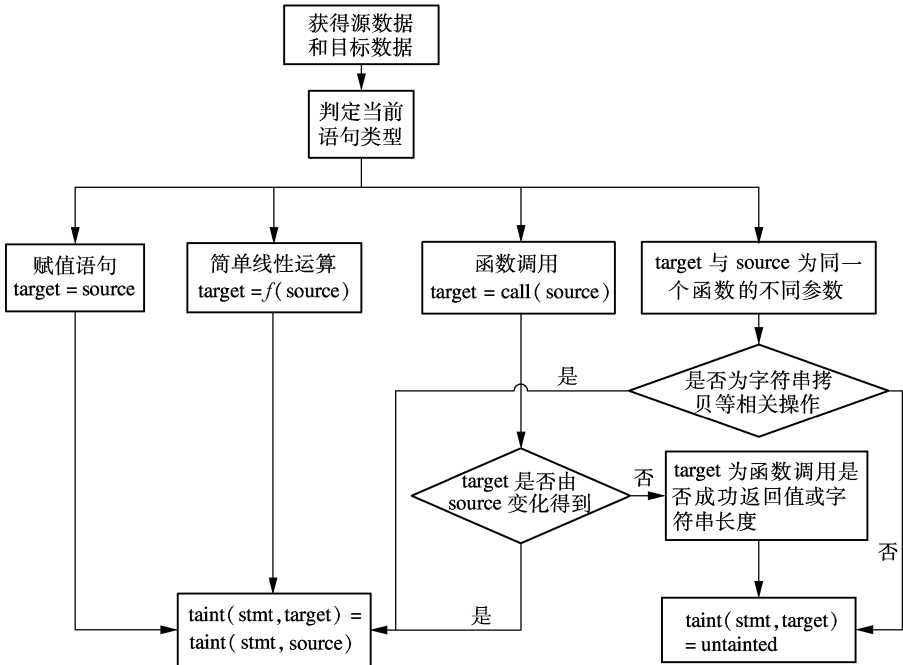 获得源数据
和目标数据
判定当前
语句类型
赋值语句
target = source
简单线性运算
target =f(source)
函数调用
target = call(source)
target 与 source 为同一
个函数的不同参数
是
是否为字符串拷
贝等相关操作
target 是否由
source 变化得到
否
target 为函数调用是
否成功返回值或字
符串长度
否
taint(stmt,target) =
taint(stmt, source)
是
taint(stmt,target)
= untainted